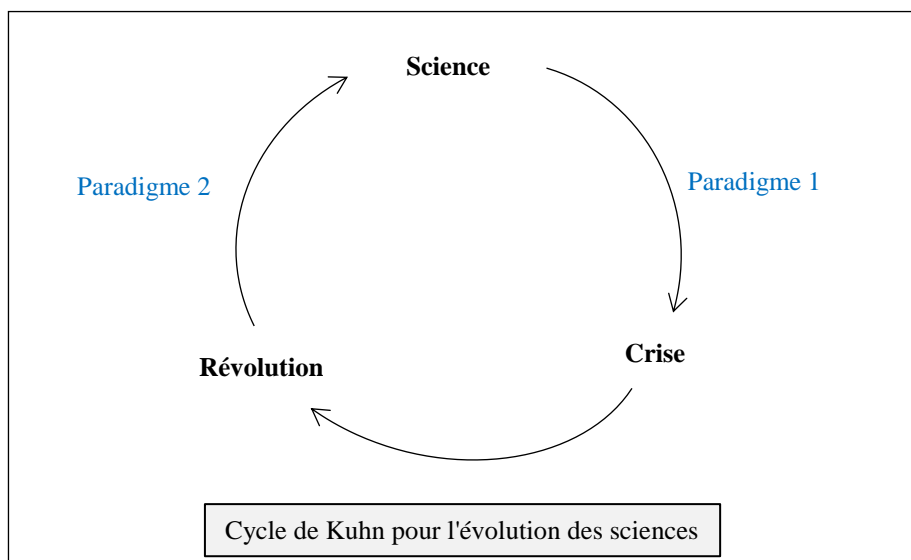 Science
Paradigme 2
Paradigme 1
Crise
Révolution
Cycle de Kuhn pour l'évolution des sciences